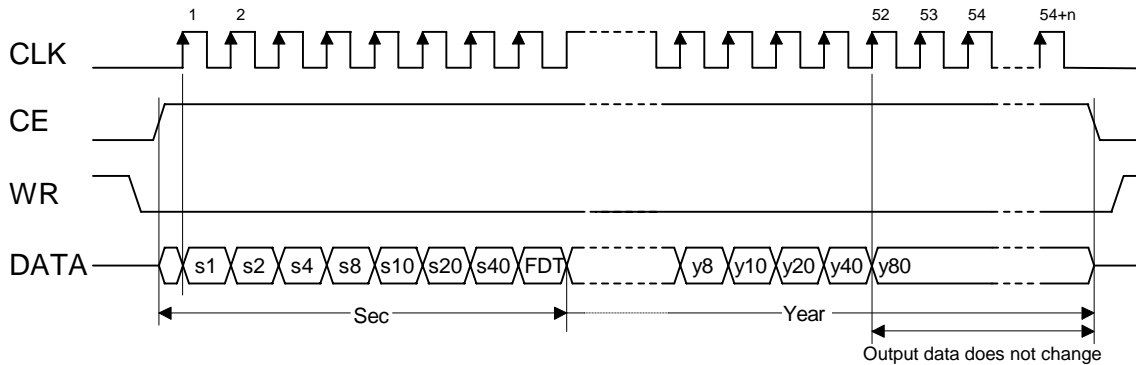 1 2 52 53 54 54+n
CLK
CE
WR
DATA s1 s2 s4 s8 s10 s20 s40 FDT y8 y10 y20 y40 y80
Sec Year
Output data does not change